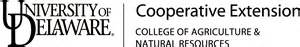 UNIVERSITY OF
DELAWARE.
Cooperative Extension
COLLEGE OF AGRICULTURE &
NATURAL RESOURCES